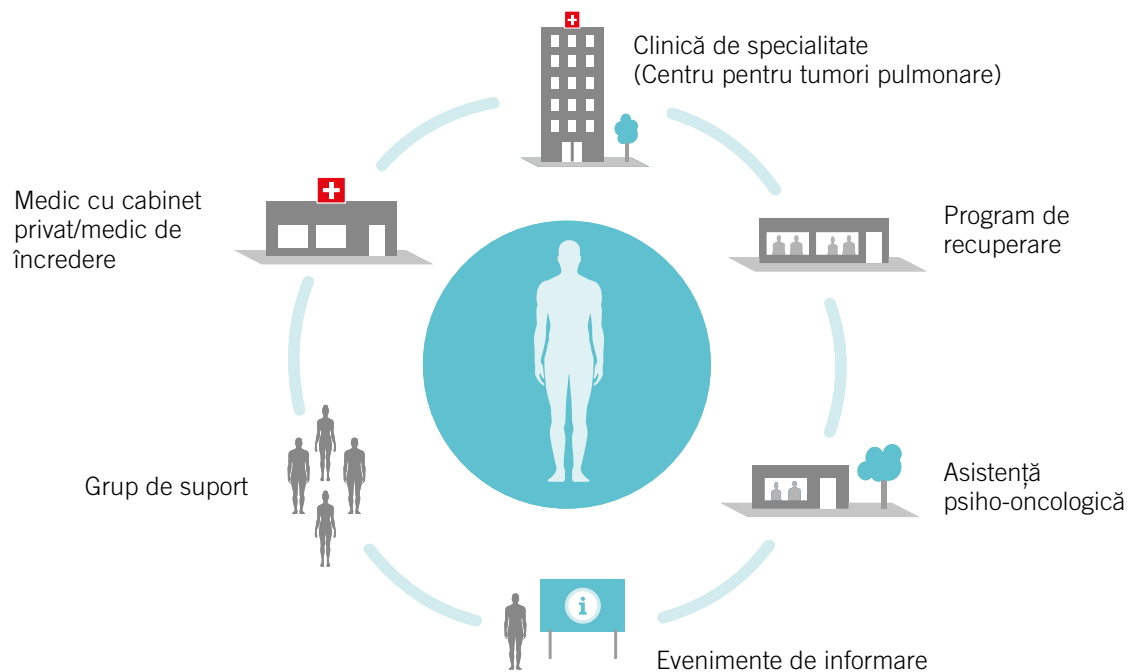 Clinică de specialitate
(Centru pentru tumori pulmonare)
Medic cu cabinet
privat/medic de
încredere
Program de
recuperare
Grup de suport
Asistență
psiho-oncologică
i
Evenimente de informare